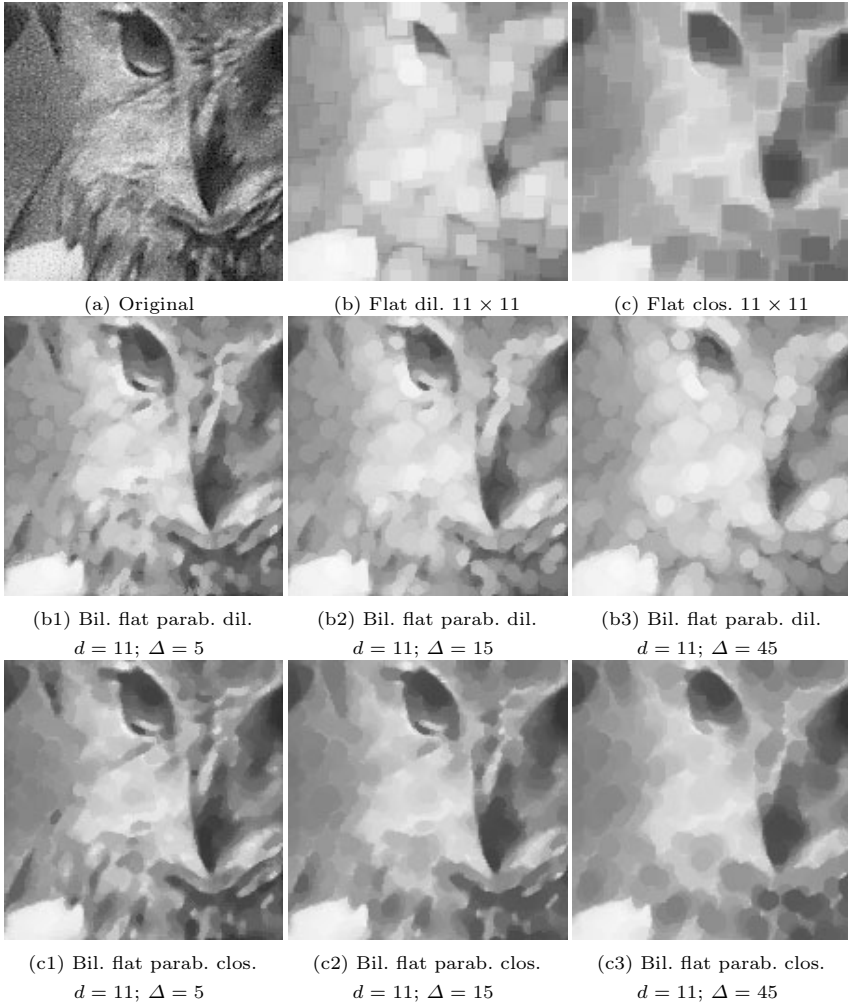 (a) Original
(b) Flat dil. 11 × 11
(c) Flat clos. 11 × 11
(b1) Bil. flat parab. dil.
d = 11; Δ = 5
(b2) Bil. flat parab. dil.
d = 11; Δ = 15
(b3) Bil. flat parab. dil.
d = 11; Δ = 45
(c1) Bil. flat parab. clos.
d = 11; Δ = 5
(c2) Bil. flat parab. clos.
d = 11; Δ = 15
(c3) Bil. flat parab. clos.
d = 11; Δ = 45